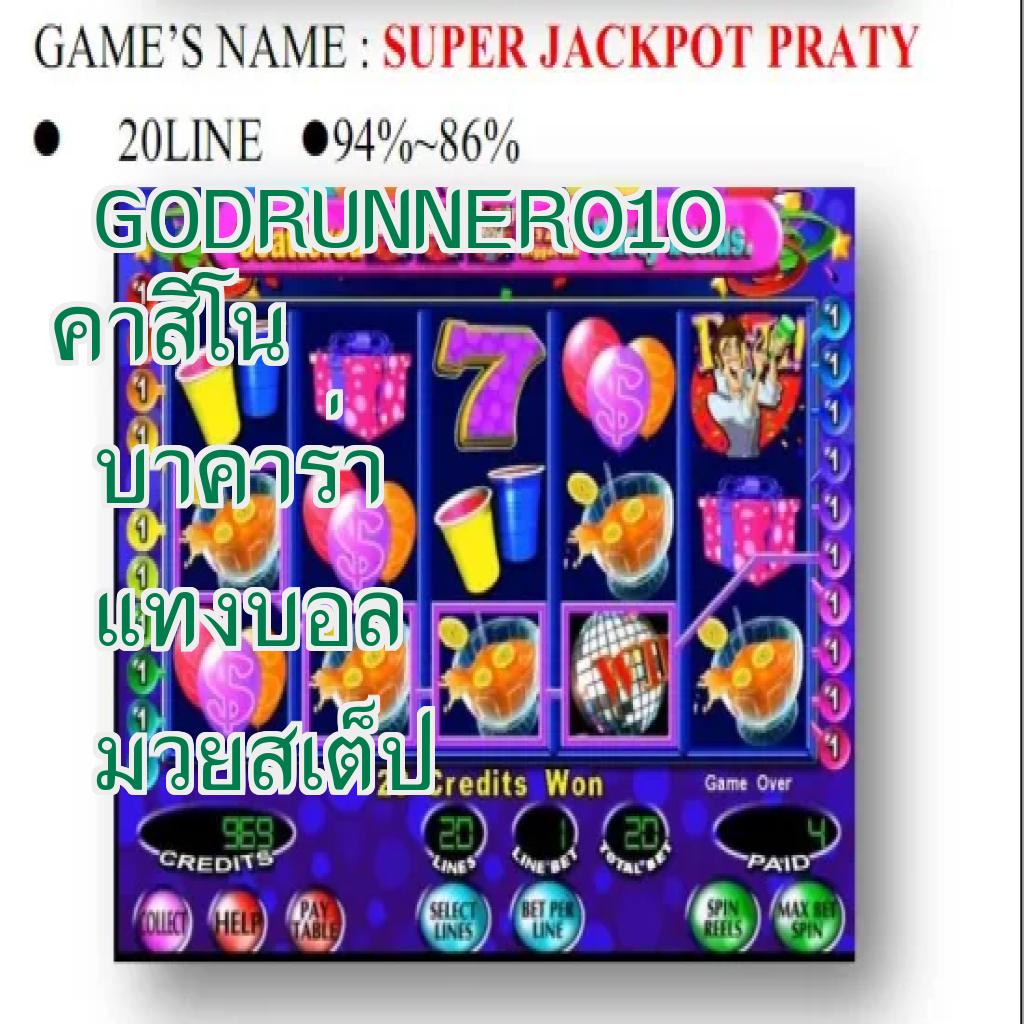 GAME'S NAME : SUPER JACKPOT PRATY
● 20LINE ●94%~86%
GODRUNNER010
คาสิโน
บาคาร่า
แทงบอล
มวยสเต็ป
Credits Won
Game Over
969
20
1
20
4
CREDITS
LINES
LINE BET
TOTAL BET
PAID
COLLECT
HELP
PAY TABLE
SELECT LINES
BET PER LINE
SPIN REELS
MAX BET SPIN